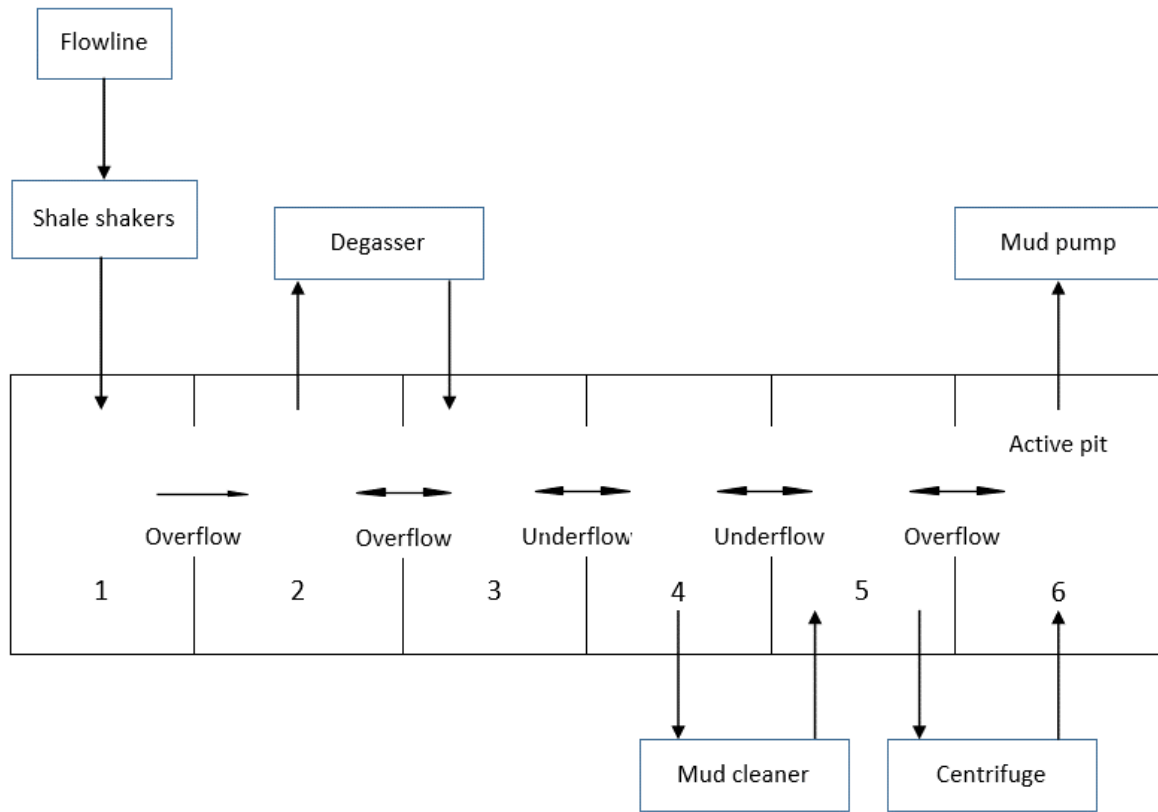 Flowline
Shale shakers
Degasser
Mud pump
Active pit
Overflow
Overflow
Underflow
Underflow
Overflow
1
2
3
4
5
6
Mud cleaner
Centrifuge